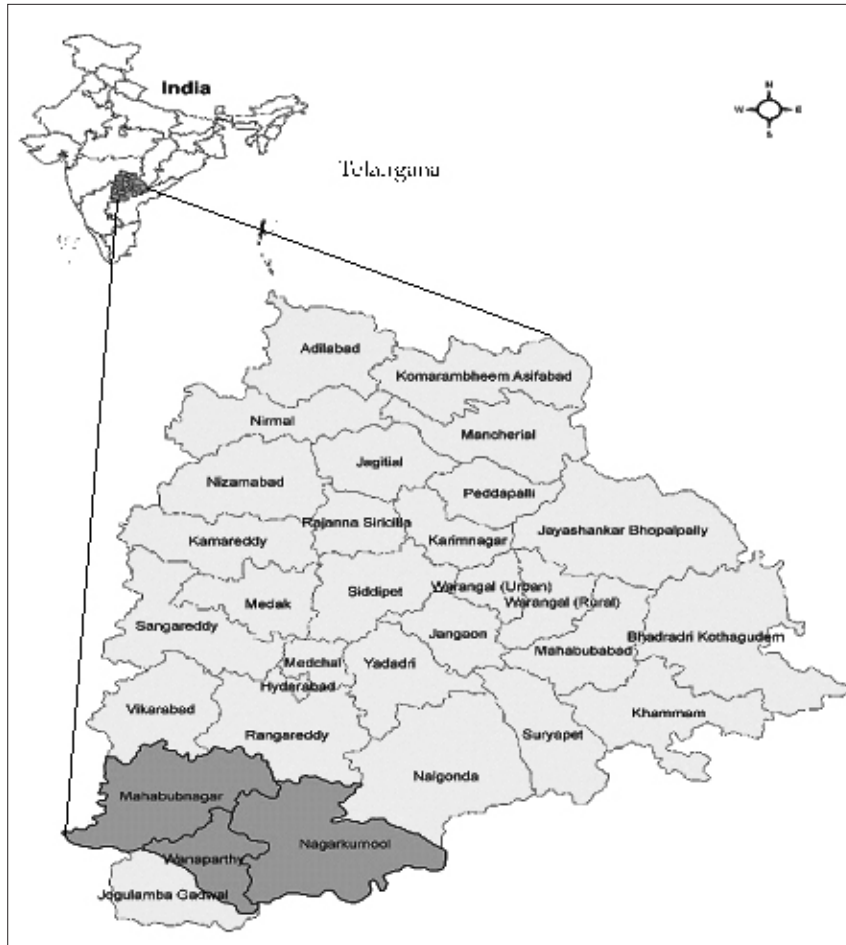 India
N
W E
S
Telangana
Adilabad
Komarambheem Asifabad
Nirmal
Mancherial
Jagitial
Nizamabad
Peddapalli
Rajanna Siricilla
Jayashankar Bhopalpally
Kamareddy
Karimnagar
Siddipet
Warangal (Urban)
Medak
Warangal (Rural)
Sangareddy
Jangaon
Bhadradri Kothagudem
Mahabubabad
Medchal
Yadadri
Hyderabad
Vikarabad
Khammam
Rangareddy
Suryapet
Nalgonda
Mahabubnagar
Nagarkurnool
Wanaparthy
Jogulamba Gadwal